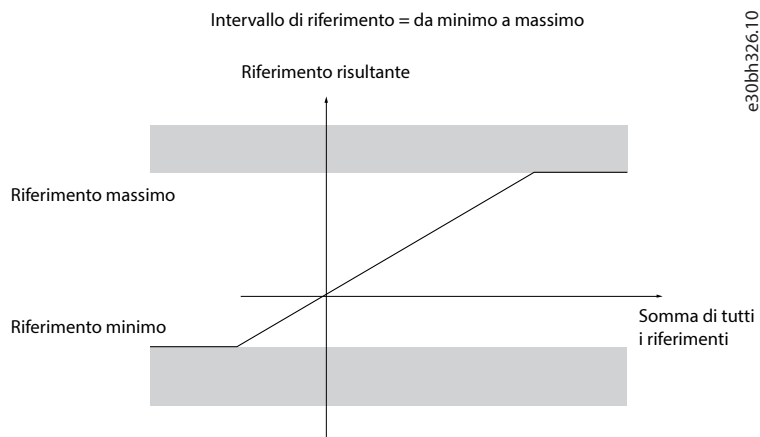 Intervallo di riferimento = da minimo a massimo
e30bh326.10
Riferimento risultante
Riferimento massimo
Riferimento minimo
Somma di tutti
i riferimenti